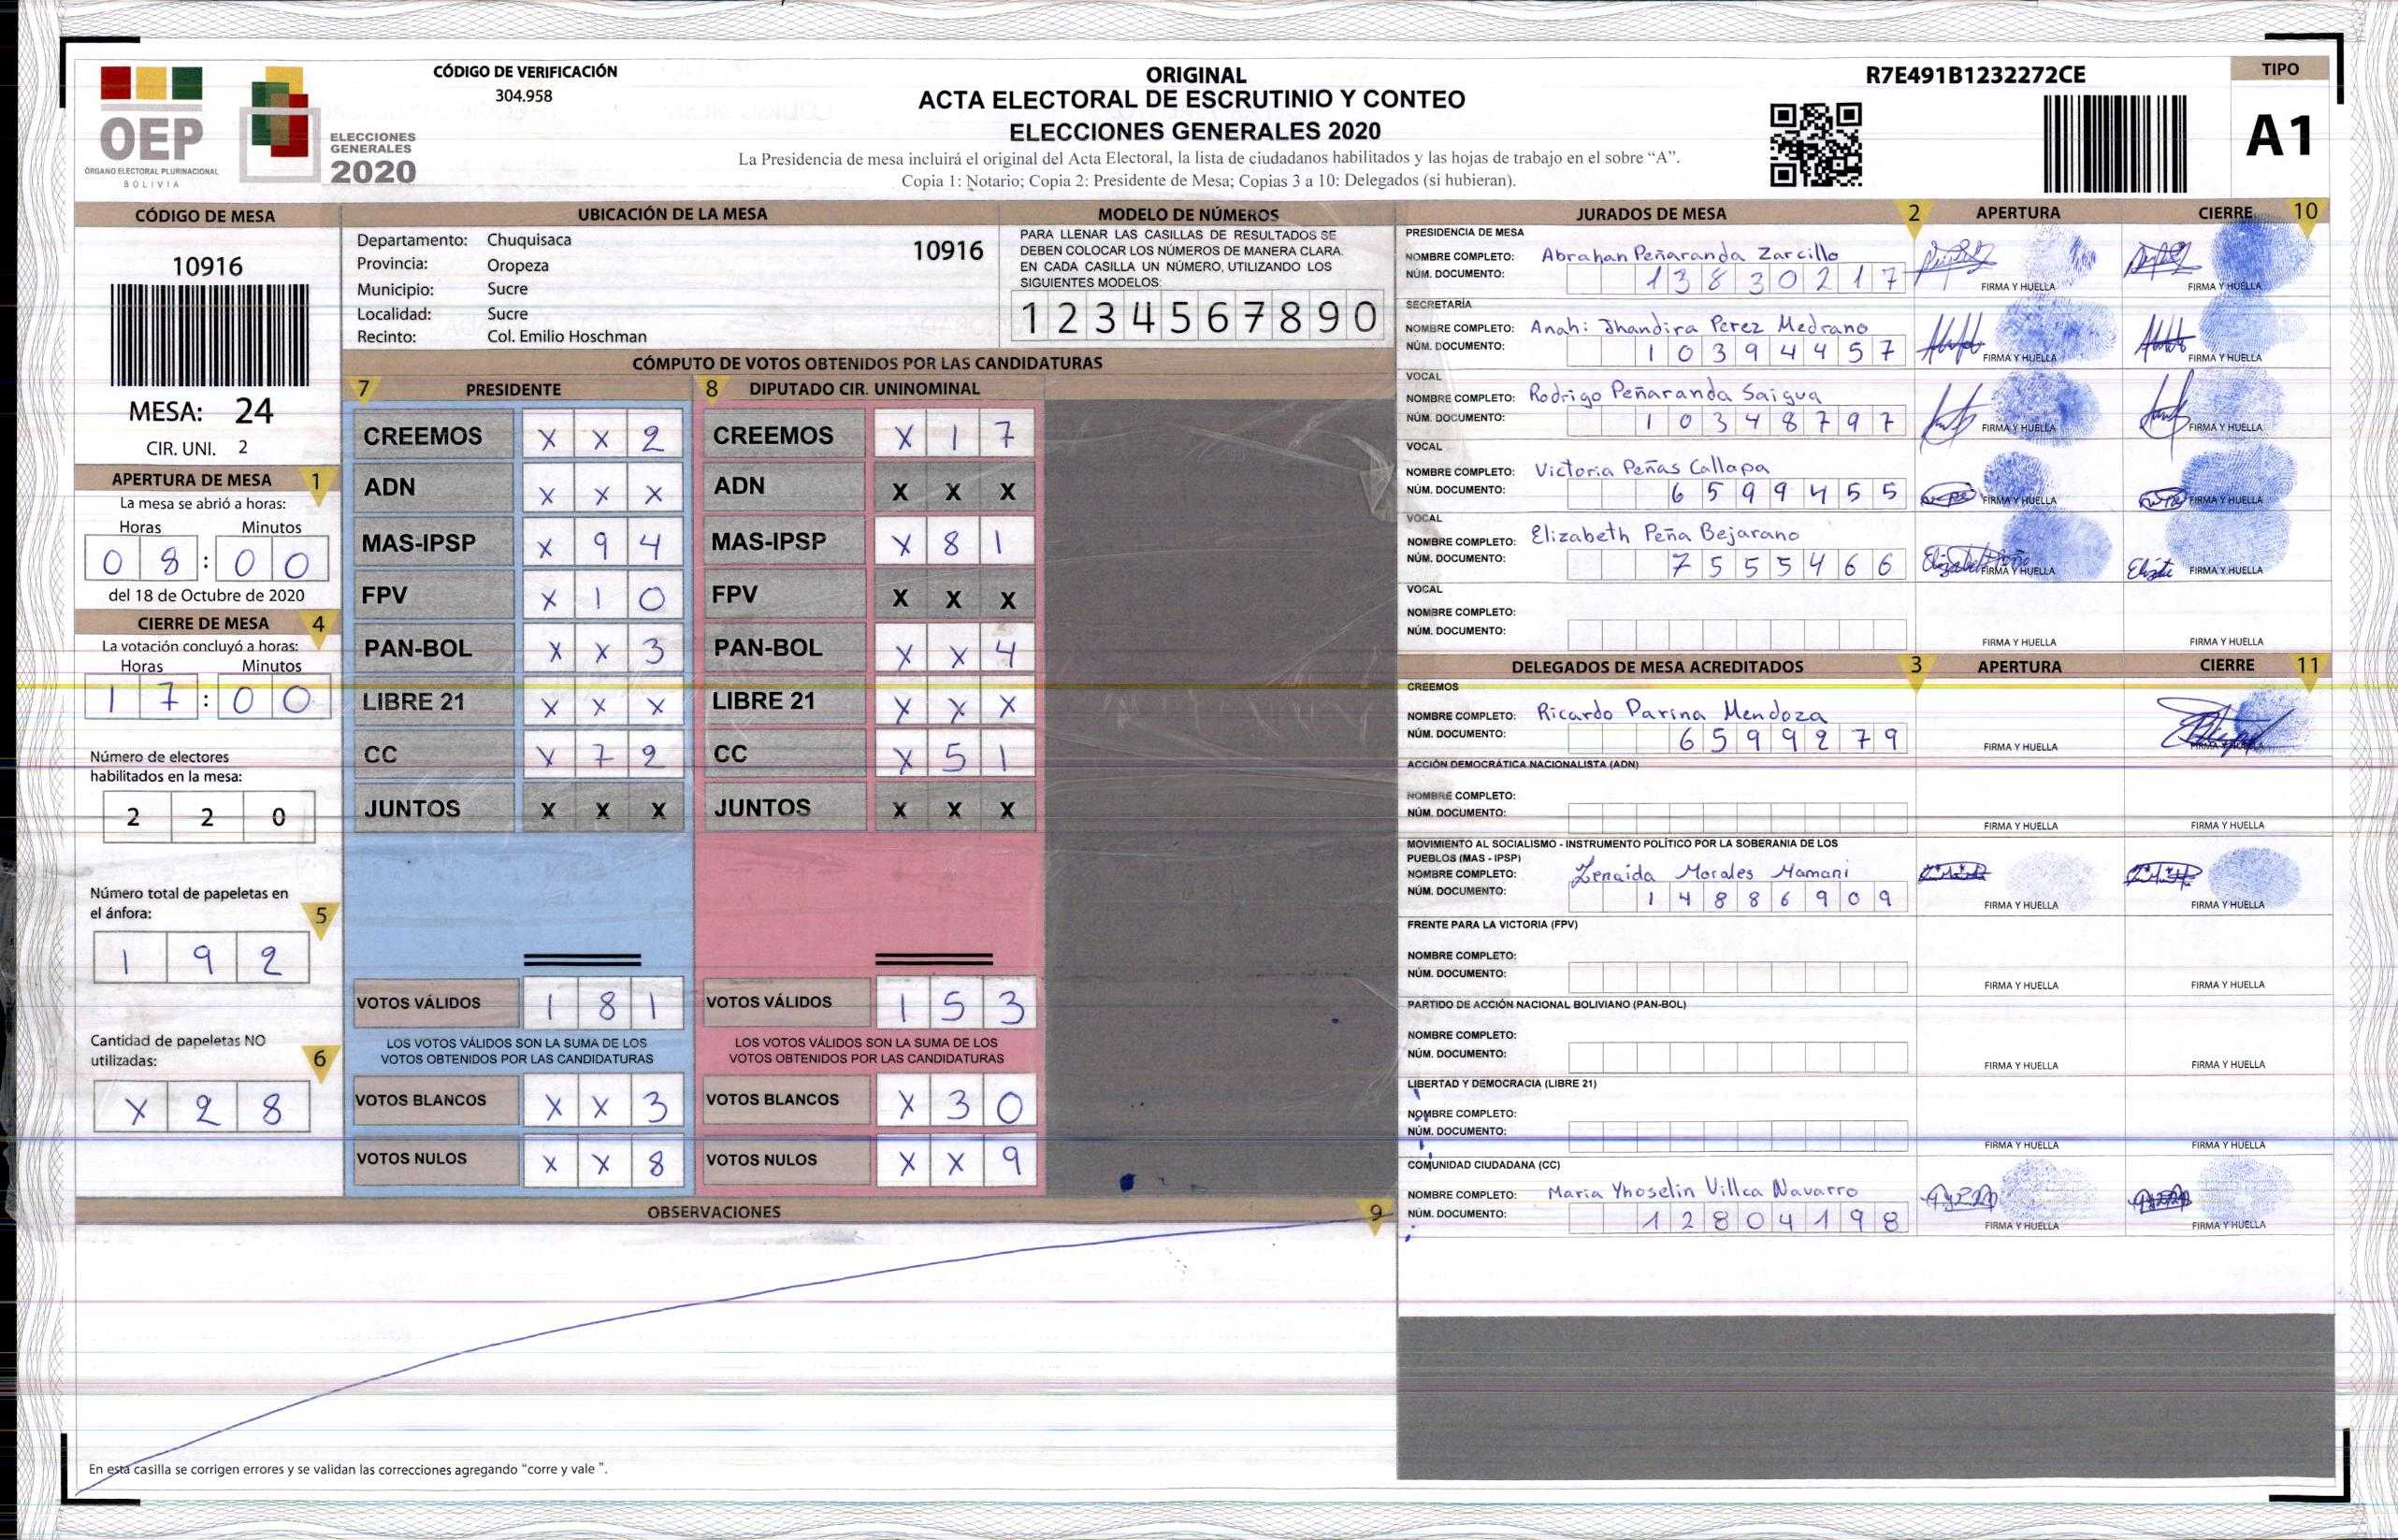 OEP
ÓRGANO ELECTORAL PLURINACIONAL
BOLIVIA
ELECCIONES
GENERALES
2020
CÓDIGO DE VERIFICACIÓN
304.958
ORIGINAL
ACTA ELECTORAL DE ESCRUTINIO Y CONTEO
ELECCIONES GENERALES 2020
La Presidencia de mesa incluirá el original del Acta Electoral, la lista de ciudadanos habilitados y las hojas de trabajo en el sobre “A”.
Copia 1: Notario; Copia 2: Presidente de Mesa; Copias 3 a 10: Delegados (si hubieran).
R7E491B1232272CE
TIPO
A1
CÓDIGO DE MESA
10916
MESA: 24
CIR. UNI. 2
APERTURA DE MESA 1
La mesa se abrió a horas:
Horas Minutos
0 8 : 0 0
del 18 de Octubre de 2020
CIERRE DE MESA 4
La votación concluyó a horas:
Horas Minutos
1 7 : 0 0
Número de electores
habilitados en la mesa:
2 2 0
Número total de papeletas en
el ánfora: 5
1 9 2
Cantidad de papeletas NO
utilizadas: 6
X 2 8
UBICACIÓN DE LA MESA
Departamento: Chuquisaca 10916
Provincia: Oropeza
Municipio: Sucre
Localidad: Sucre
Recinto: Col. Emilio Hoschman
MODELO DE NÚMEROS
PARA LLENAR LAS CASILLAS DE RESULTADOS SE
DEBEN COLOCAR LOS NÚMEROS DE MANERA CLARA.
EN CADA CASILLA UN NÚMERO, UTILIZANDO LOS
SIGUIENTES MODELOS:
1 2 3 4 5 6 7 8 9 0
CÓMPUTO DE VOTOS OBTENIDOS POR LAS CANDIDATURAS
7 PRESIDENTE
CREEMOS X X 2
ADN X X X
MAS-IPSP X 9 4
FPV X 1 0
PAN-BOL X X 3
LIBRE 21 X X X
CC X 7 2
JUNTOS X X X
VOTOS VÁLIDOS 1 8 1
LOS VOTOS VÁLIDOS SON LA SUMA DE LOS
VOTOS OBTENIDOS POR LAS CANDIDATURAS
VOTOS BLANCOS X X 3
VOTOS NULOS X X 8
8 DIPUTADO CIR. UNINOMINAL
CREEMOS X 1 7
ADN X X X
MAS-IPSP X 8 1
FPV X X X
PAN-BOL X X 4
LIBRE 21 X X X
CC X 5 1
JUNTOS X X X
VOTOS VÁLIDOS 1 5 3
LOS VOTOS VÁLIDOS SON LA SUMA DE LOS
VOTOS OBTENIDOS POR LAS CANDIDATURAS
VOTOS BLANCOS X 3 0
VOTOS NULOS X X 9
OBSERVACIONES 9
En esta casilla se corrigen errores y se validan las correcciones agregando “corre y vale ”.
JURADOS DE MESA 2 APERTURA CIERRE 10
PRESIDENCIA DE MESA
NOMBRE COMPLETO: Abrahan Peñaranda Zarcillo
NÚM. DOCUMENTO: 1 3 8 3 0 2 1 7
FIRMA Y HUELLA FIRMA Y HUELLA
SECRETARÍA
NOMBRE COMPLETO: Anahi Jhandira Perez Medrano
NÚM. DOCUMENTO: 1 0 3 9 4 4 5 7
FIRMA Y HUELLA FIRMA Y HUELLA
VOCAL
NOMBRE COMPLETO: Rodrigo Peñaranda Saigua
NÚM. DOCUMENTO: 1 0 3 4 8 7 9 7
FIRMA Y HUELLA FIRMA Y HUELLA
VOCAL
NOMBRE COMPLETO: Victoria Peñas Callapa
NÚM. DOCUMENTO: 6 5 9 9 4 5 5
FIRMA Y HUELLA FIRMA Y HUELLA
VOCAL
NOMBRE COMPLETO: Elizabeth Peña Bejarano
NÚM. DOCUMENTO: 7 5 5 5 4 6 6
FIRMA Y HUELLA FIRMA Y HUELLA
VOCAL
NOMBRE COMPLETO:
NÚM. DOCUMENTO:
FIRMA Y HUELLA FIRMA Y HUELLA
DELEGADOS DE MESA ACREDITADOS 3 APERTURA CIERRE 11
CREEMOS
NOMBRE COMPLETO: Ricardo Parina Mendoza
NÚM. DOCUMENTO: 6 5 9 9 2 7 9
FIRMA Y HUELLA FIRMA Y HUELLA
ACCIÓN DEMOCRÁTICA NACIONALISTA (ADN)
NOMBRE COMPLETO:
NÚM. DOCUMENTO:
FIRMA Y HUELLA FIRMA Y HUELLA
MOVIMIENTO AL SOCIALISMO - INSTRUMENTO POLÍTICO POR LA SOBERANIA DE LOS
PUEBLOS (MAS - IPSP)
NOMBRE COMPLETO: Zenaida Morales Mamani
NÚM. DOCUMENTO: 1 4 8 8 6 9 0 9
FIRMA Y HUELLA FIRMA Y HUELLA
FRENTE PARA LA VICTORIA (FPV)
NOMBRE COMPLETO:
NÚM. DOCUMENTO:
FIRMA Y HUELLA FIRMA Y HUELLA
PARTIDO DE ACCIÓN NACIONAL BOLIVIANO (PAN-BOL)
NOMBRE COMPLETO:
NÚM. DOCUMENTO:
FIRMA Y HUELLA FIRMA Y HUELLA
LIBERTAD Y DEMOCRACIA (LIBRE 21)
NOMBRE COMPLETO:
NÚM. DOCUMENTO:
FIRMA Y HUELLA FIRMA Y HUELLA
COMUNIDAD CIUDADANA (CC)
NOMBRE COMPLETO: Maria Yhoselin Villca Navarro
NÚM. DOCUMENTO: 1 2 8 0 4 1 9 8
FIRMA Y HUELLA FIRMA Y HUELLA